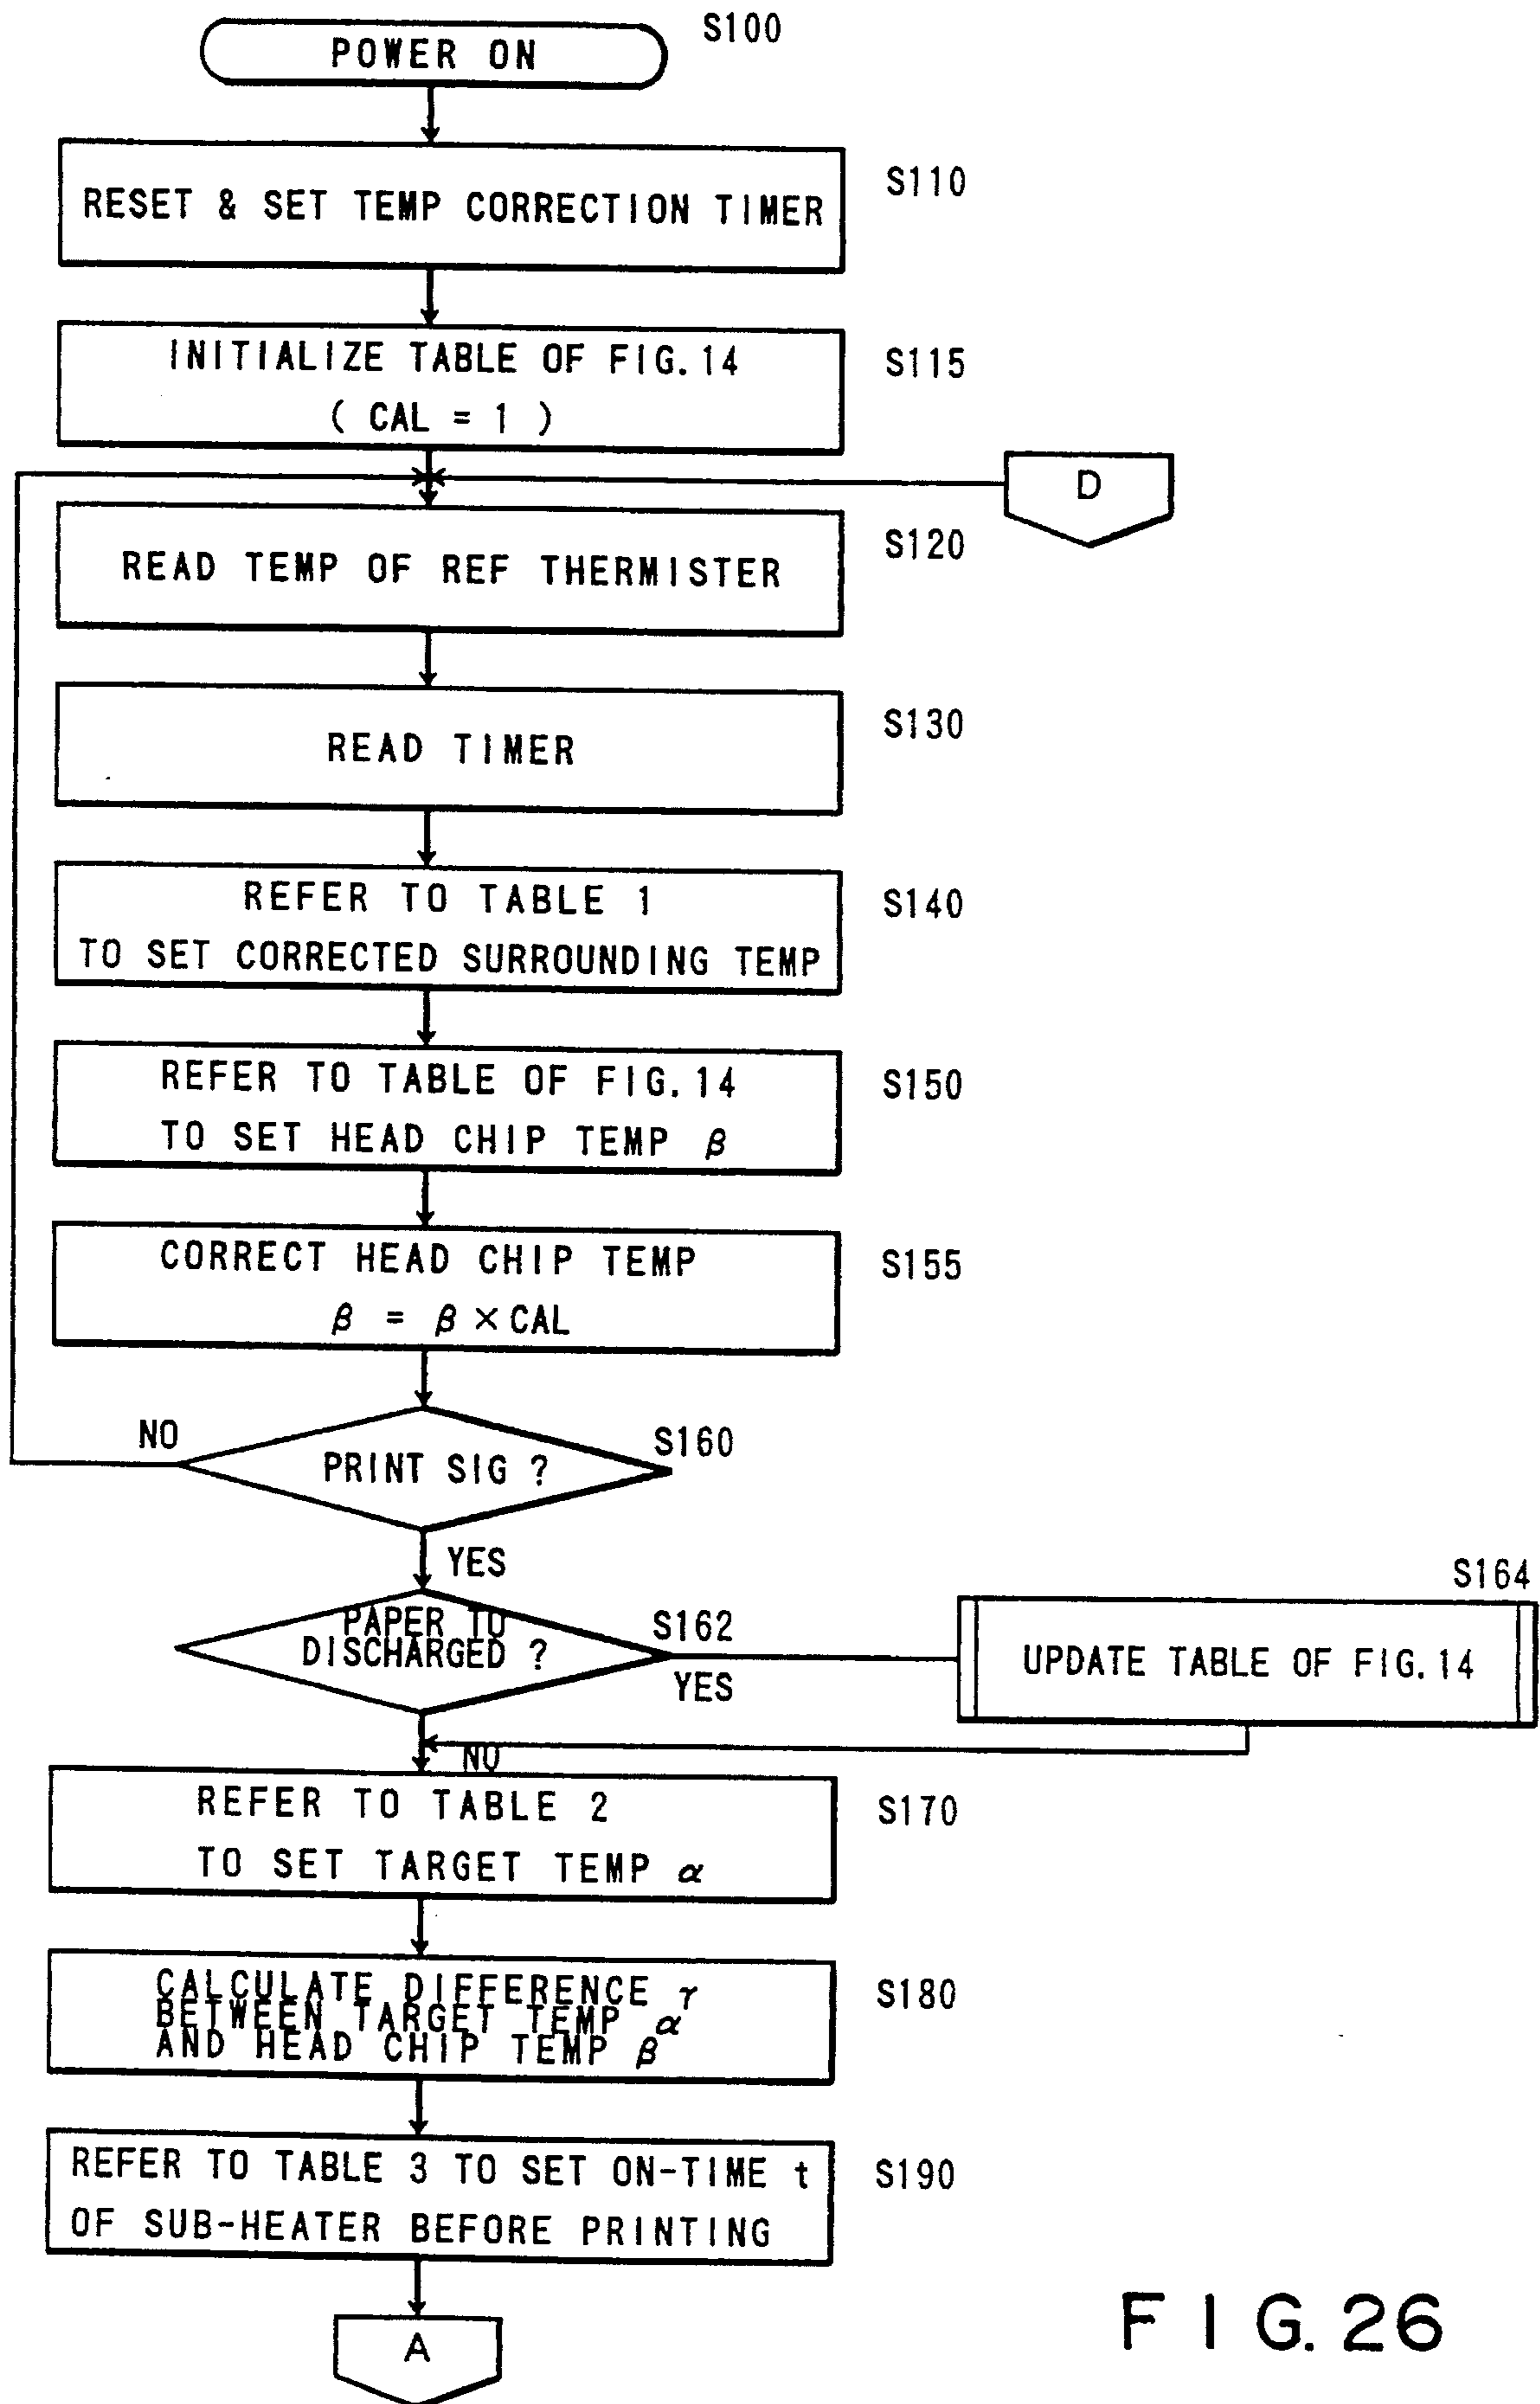 POWER ON
S100
RESET & SET TEMP CORRECTION TIMER
S110
INITIALIZE TABLE OF FIG.14
( CAL = 1 )
S115
D
READ TEMP OF REF THERMISTER
S120
READ TIMER
S130
REFER TO TABLE 1
TO SET CORRECTED SURROUNDING TEMP
S140
REFER TO TABLE OF FIG.14
TO SET HEAD CHIP TEMP β
S150
CORRECT HEAD CHIP TEMP
β = β × CAL
S155
NO
PRINT SIG ?
S160
YES
PAPER TO
DISCHARGED ?
S162
YES
S164
UPDATE TABLE OF FIG.14
NO
REFER TO TABLE 2
TO SET TARGET TEMP α
S170
CALCULATE DIFFERENCE γ
BETWEEN TARGET TEMP α
AND HEAD CHIP TEMP β
S180
REFER TO TABLE 3 TO SET ON-TIME t
OF SUB-HEATER BEFORE PRINTING
S190
A
FIG. 26